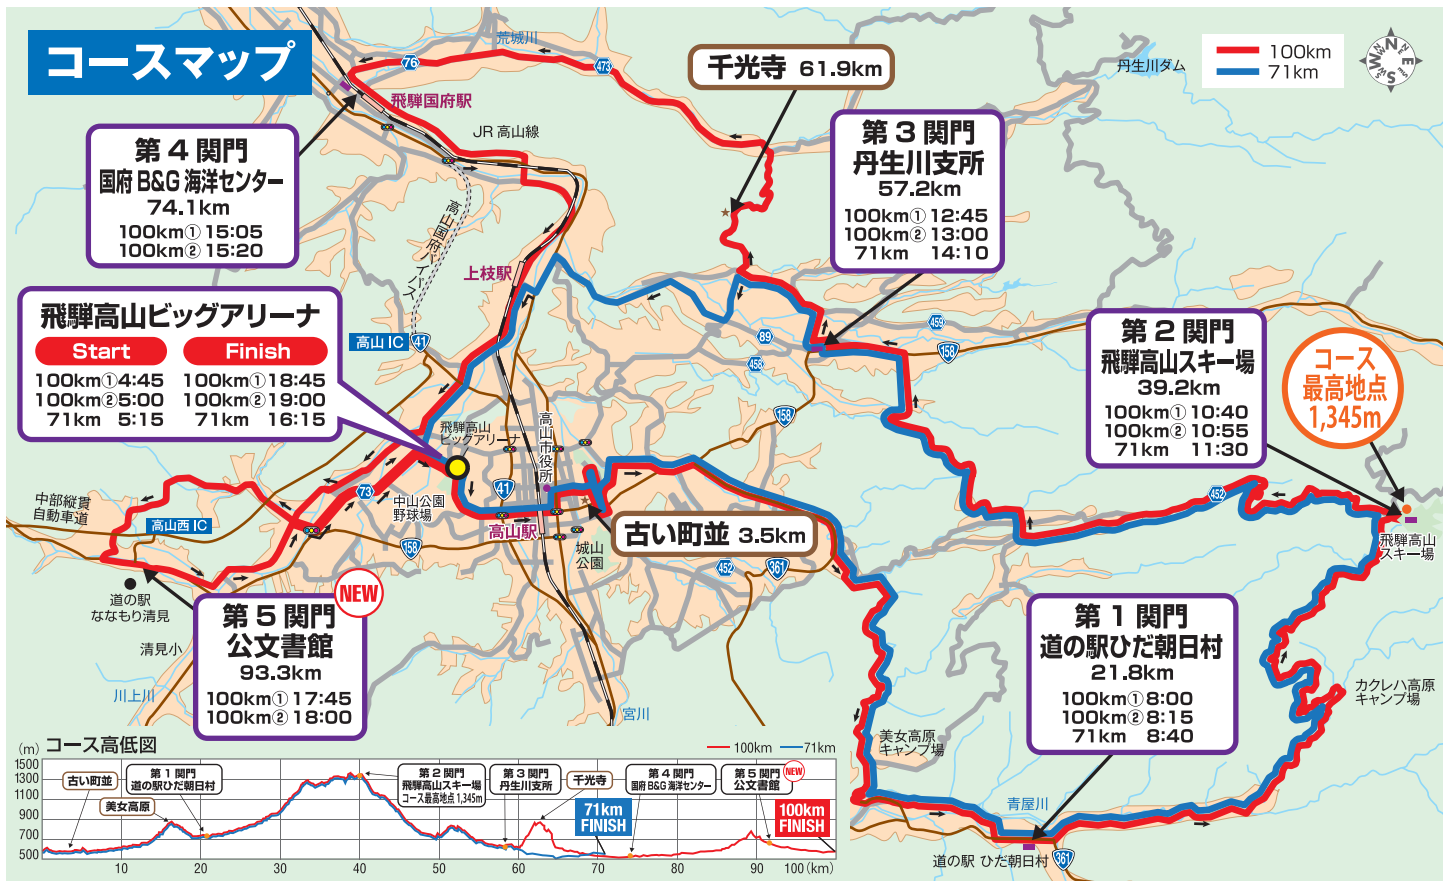 コースマップ
100km
71km
N
E
S
W
荒城川
76
473
千光寺 61.9km
丹生川ダム
飛騨国府駅
JR 高山線
第4関門
国府 B&G 海洋センター
74.1km
100km① 15:05
100km② 15:20
高山国府バイパス
第3関門
丹生川支所
57.2km
100km① 12:45
100km② 13:00
71km 14:10
上枝駅
飛騨高山ビッグアリーナ
Start Finish
100km① 4:45 100km① 18:45
100km② 5:00 100km② 19:00
71km 5:15 71km 16:15
高山 IC
41
89
458
459
158
第2関門
飛騨高山スキー場
39.2km
100km① 10:40
100km② 10:55
71km 11:30
コース
最高地点
1,345m
飛騨高山
ビッグアリーナ
高山市役所
158
中部縦貫
自動車道
高山西 IC
73
中山公園
野球場
41
158
高山駅
城山
公園
古い町並 3.5km
452
361
452
飛騨高山
スキー場
道の駅
ななもり清見
清見小
川上川
NEW
第5関門
公文書館
93.3km
100km① 17:45
100km② 18:00
宮川
第1関門
道の駅ひだ朝日村
21.8km
100km① 8:00
100km② 8:15
71km 8:40
カクレハ高原
キャンプ場
美女高原
キャンプ場
青屋川
道の駅 ひだ朝日村
361
(m) コース高低図
100km 71km
1500
1300
1100
900
700
500
古い町並
美女高原
第1関門
道の駅ひだ朝日村
第2関門
飛騨高山スキー場
コース最高地点 1,345m
第3関門
丹生川支所
千光寺
71km
FINISH
第4関門
国府 B&G 海洋センター
第5関門
公文書館
NEW
100km
FINISH
10 20 30 40 50 60 70 80 90 100 (km)